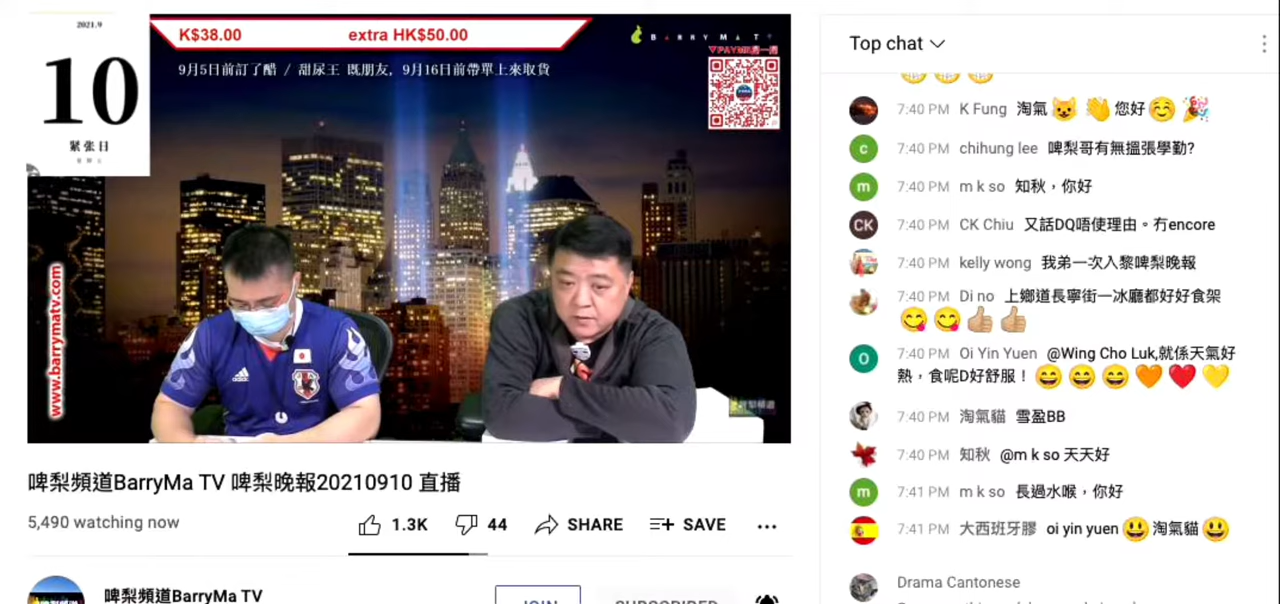 2021.9
10
緊張日
K$38.00 extra HK$50.00
BARRYMATV
PAYME
9月5日前訂了醋 / 甜尿王 既朋友, 9月16日前帶單上來取貨
www.barrymatv.com
adidas
啤梨頻道BarryMa TV 啤梨晚報20210910 直播
5,490 watching now
1.3K
44
SHARE
SAVE
啤梨頻道BarryMa TV
JOIN
SUBSCRIBED
Top chat
7:40 PM K Fung 淘氣😺 👋您好☺️ 🎉
7:40 PM chihung lee 啤梨哥有無搵張學勤?
7:40 PM m k so 知秋，你好
7:40 PM CK Chiu 又話DQ唔使理由。冇encore
7:40 PM kelly wong 我弟一次入黎啤梨晚報
7:40 PM Di no 上鄉道長寧街一冰廳都好好食架
😋 😋 👍🏼 👍🏼
7:40 PM Oi Yin Yuen @Wing Cho Luk,就係天氣好
熱，食呢D好舒服！😄 😄 😄 🧡 ❤️ 💛
7:40 PM 淘氣貓 雪盈BB
7:40 PM 知秋 @m k so 天天好
7:41 PM m k so 長過水喉，你好
7:41 PM 大西班牙膠 oi yin yuen 😃 淘氣貓 😃
Drama Cantonese